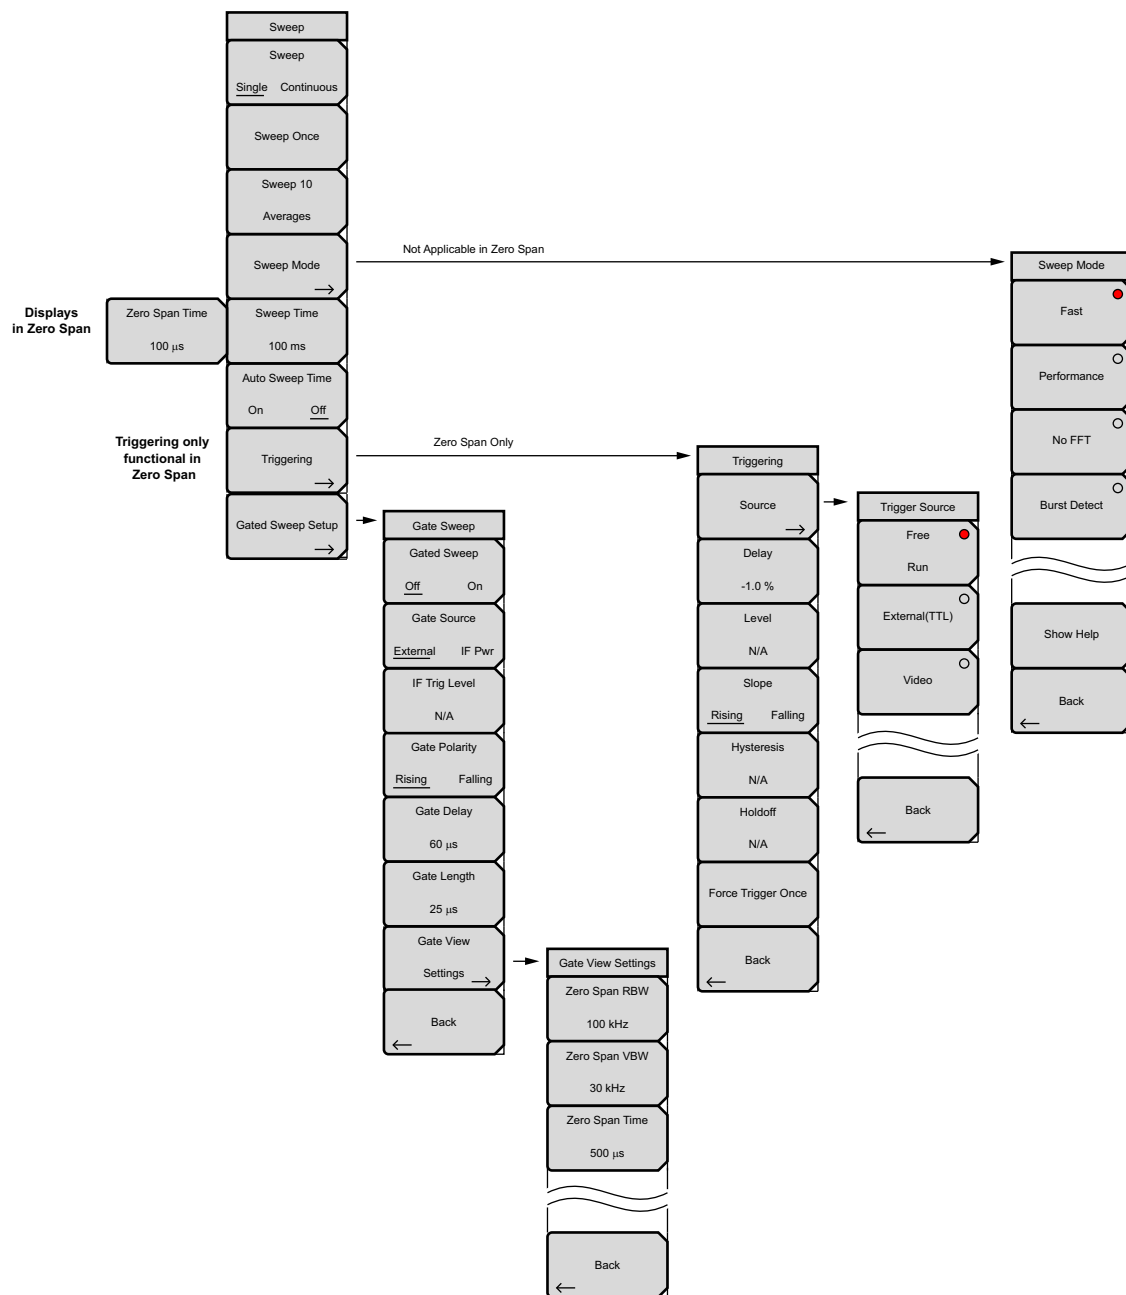 Sweep
Sweep
Single Continuous
Sweep Once
Sweep 10
Averages
Sweep Mode
Displays
in Zero Span
Zero Span Time
100 μs
Sweep Time
100 ms
Auto Sweep Time
On Off
Triggering only
functional in
Zero Span
Triggering
Gated Sweep Setup
Not Applicable in Zero Span
Zero Span Only
Gate Sweep
Gated Sweep
Off On
Gate Source
External IF Pwr
IF Trig Level
N/A
Gate Polarity
Rising Falling
Gate Delay
60 μs
Gate Length
25 μs
Gate View
Settings
Back
Gate View Settings
Zero Span RBW
100 kHz
Zero Span VBW
30 kHz
Zero Span Time
500 μs
Back
Triggering
Source
Delay
-1.0 %
Level
N/A
Slope
Rising Falling
Hysteresis
N/A
Holdoff
N/A
Force Trigger Once
Back
Trigger Source
Free
Run
External(TTL)
Video
Back
Sweep Mode
Fast
Performance
No FFT
Burst Detect
Show Help
Back